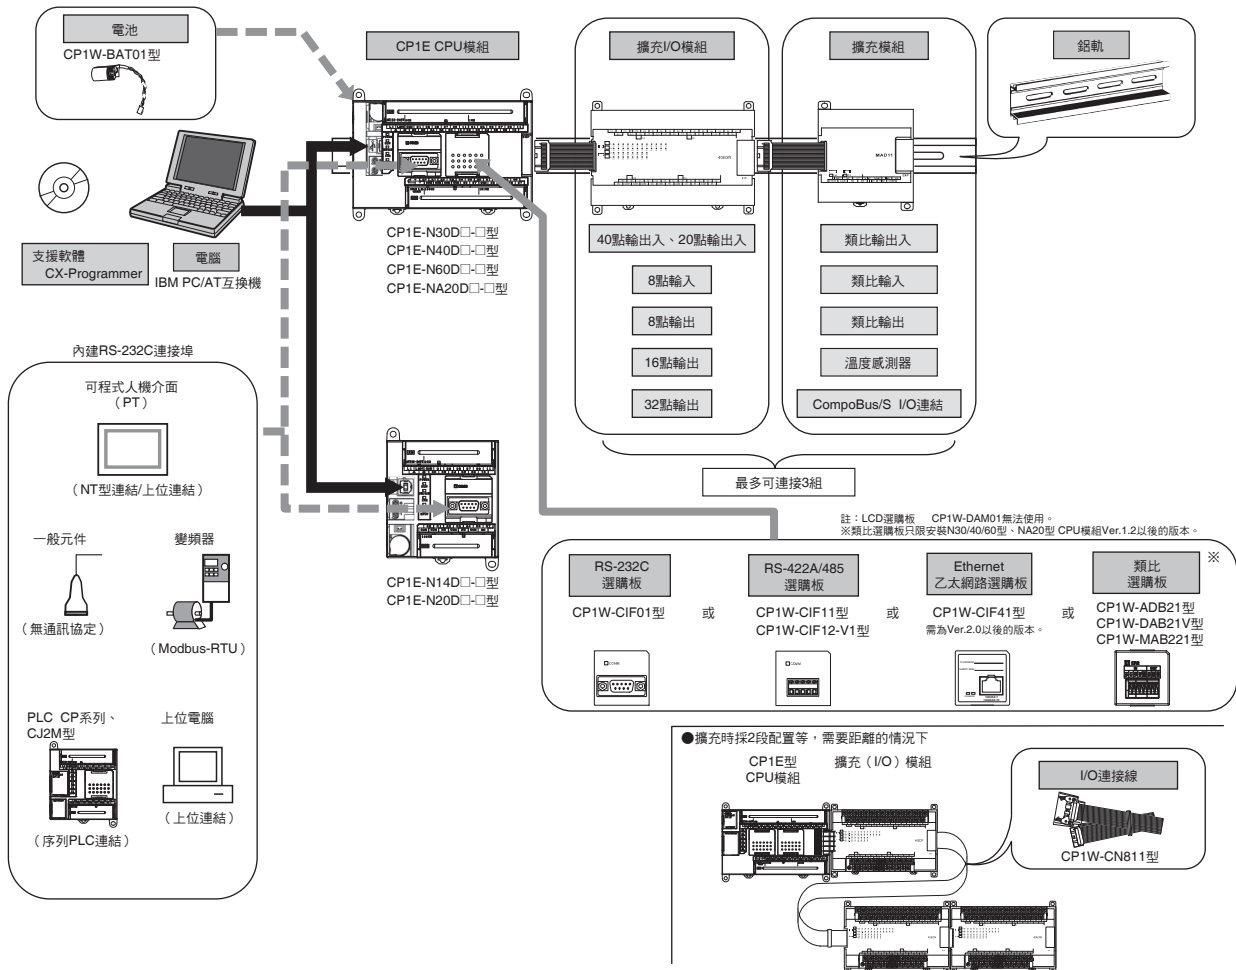 電池
CP1W-BAT01型
CP1E CPU模組
擴充I/O模組
擴充模組
鋁軌
MAD11
支援軟體
CX-Programmer
電腦
IBM PC/AT互換機
CP1E-N30D□-□型
CP1E-N40D□-□型
CP1E-N60D□-□型
CP1E-NA20D□-□型
40點輸出入、20點輸出入
8點輸入
8點輸出
16點輸出
32點輸出
類比輸出入
類比輸入
類比輸出
溫度感測器
CompoBus/S I/O連結
最多可連接3組
內建RS-232C連接埠
可程式人機介面
（PT）
（NT型連結/上位連結）
一般元件
變頻器
（無通訊協定）
（Modbus-RTU）
PLC CP系列、
CJ2M型
上位電腦
（序列PLC連結）
（上位連結）
CP1E-N14D□-□型
CP1E-N20D□-□型
註：LCD選購板 CP1W-DAM01無法使用。
※類比選購板只限安裝N30/40/60型、NA20型 CPU模組Ver.1.2以後的版本。
RS-232C
選購板
CP1W-CIF01型
或
RS-422A/485
選購板
CP1W-CIF11型
CP1W-CIF12-V1型
或
Ethernet
乙太網路選購板
CP1W-CIF41型
需為Ver.2.0以後的版本。
或
類比
選購板
※
CP1W-ADB21型
CP1W-DAB21V型
CP1W-MAB221型
COMM
COMM
●擴充時採2段配置等，需要距離的情況下
CP1E型
CPU模組
擴充（I/O）模組
I/O連接線
CP1W-CN811型